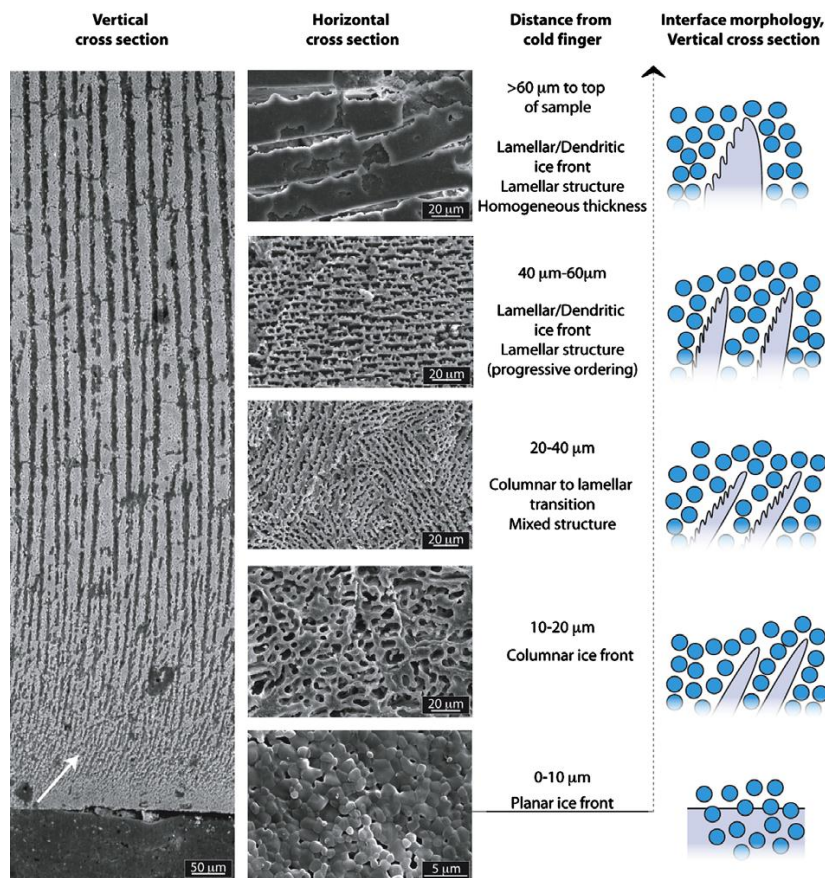 Vertical
cross section
Horizontal
cross section
Distance from
cold finger
Interface morphology,
Vertical cross section
>60 µm to top
of sample
Lamellar/Dendritic
ice front
Lamellar structure
Homogeneous thickness
20 µm
40 µm-60µm
Lamellar/Dendritic
ice front
Lamellar structure
(progressive ordering)
20 µm
20-40 µm
Columnar to lamellar
transition
Mixed structure
20 µm
10-20 µm
Columnar ice front
20 µm
0-10 µm
Planar ice front
50 µm
5 µm